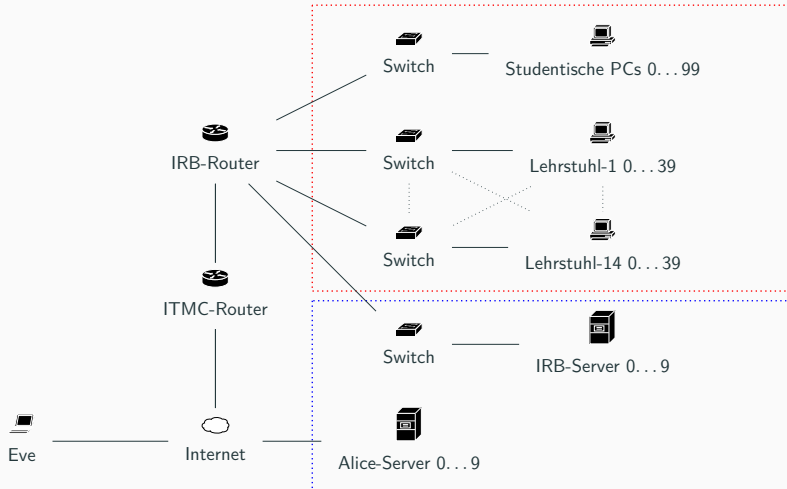 Switch
Studentische PCs 0...99
IRB-Router
Switch
Lehrstuhl-1 0...39
Switch
Lehrstuhl-14 0...39
ITMC-Router
Switch
IRB-Server 0...9
Eve
Internet
Alice-Server 0...9